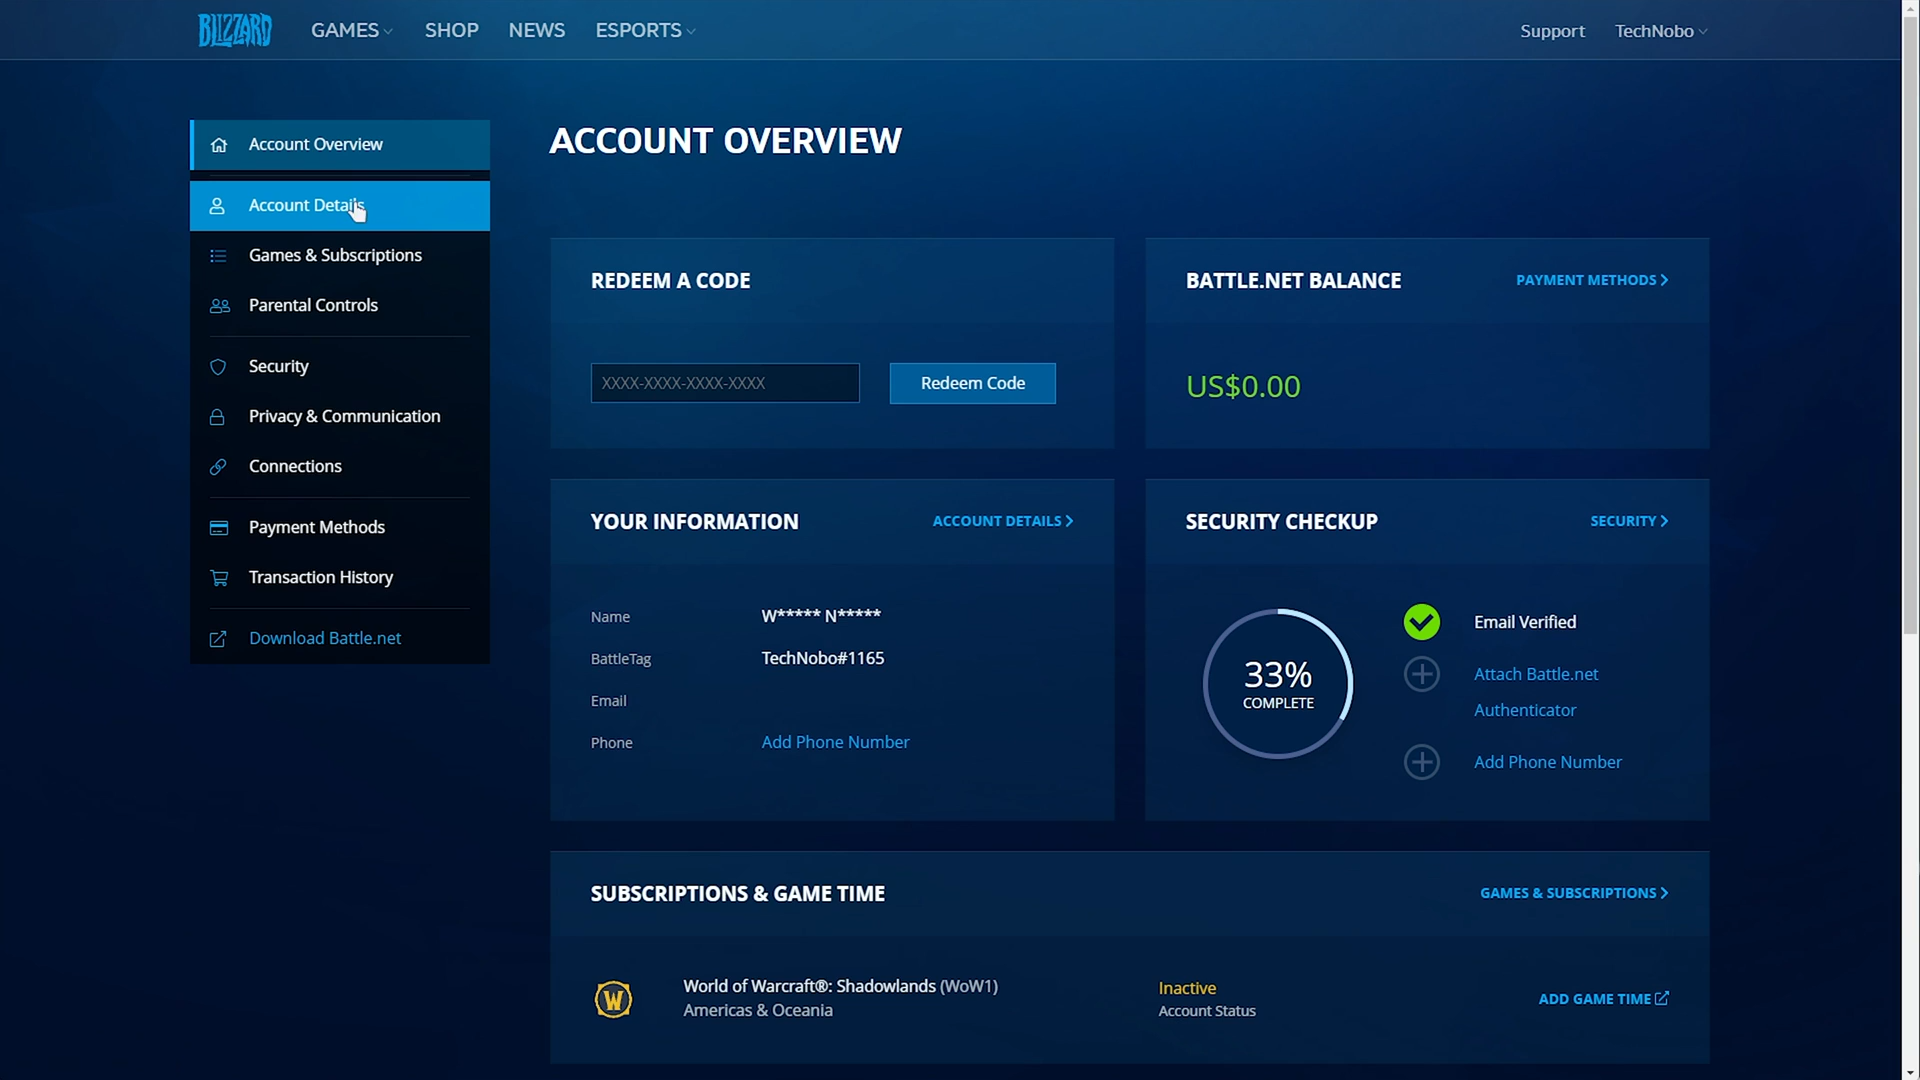 BLIZZARD
GAMES
SHOP
NEWS
ESPORTS
Support
TechNobo
Account Overview
Account Details
Games & Subscriptions
Parental Controls
Security
Privacy & Communication
Connections
Payment Methods
Transaction History
Download Battle.net
ACCOUNT OVERVIEW
REDEEM A CODE
XXXX-XXXX-XXXX-XXXX
Redeem Code
BATTLE.NET BALANCE
PAYMENT METHODS
US$0.00
YOUR INFORMATION
ACCOUNT DETAILS
Name
W***** N*****
BattleTag
TechNobo#1165
Email
Phone
Add Phone Number
SECURITY CHECKUP
SECURITY
33%
COMPLETE
Email Verified
Attach Battle.net
Authenticator
Add Phone Number
SUBSCRIPTIONS & GAME TIME
GAMES & SUBSCRIPTIONS
W
World of Warcraft®: Shadowlands (WoW1)
Americas & Oceania
Inactive
Account Status
ADD GAME TIME